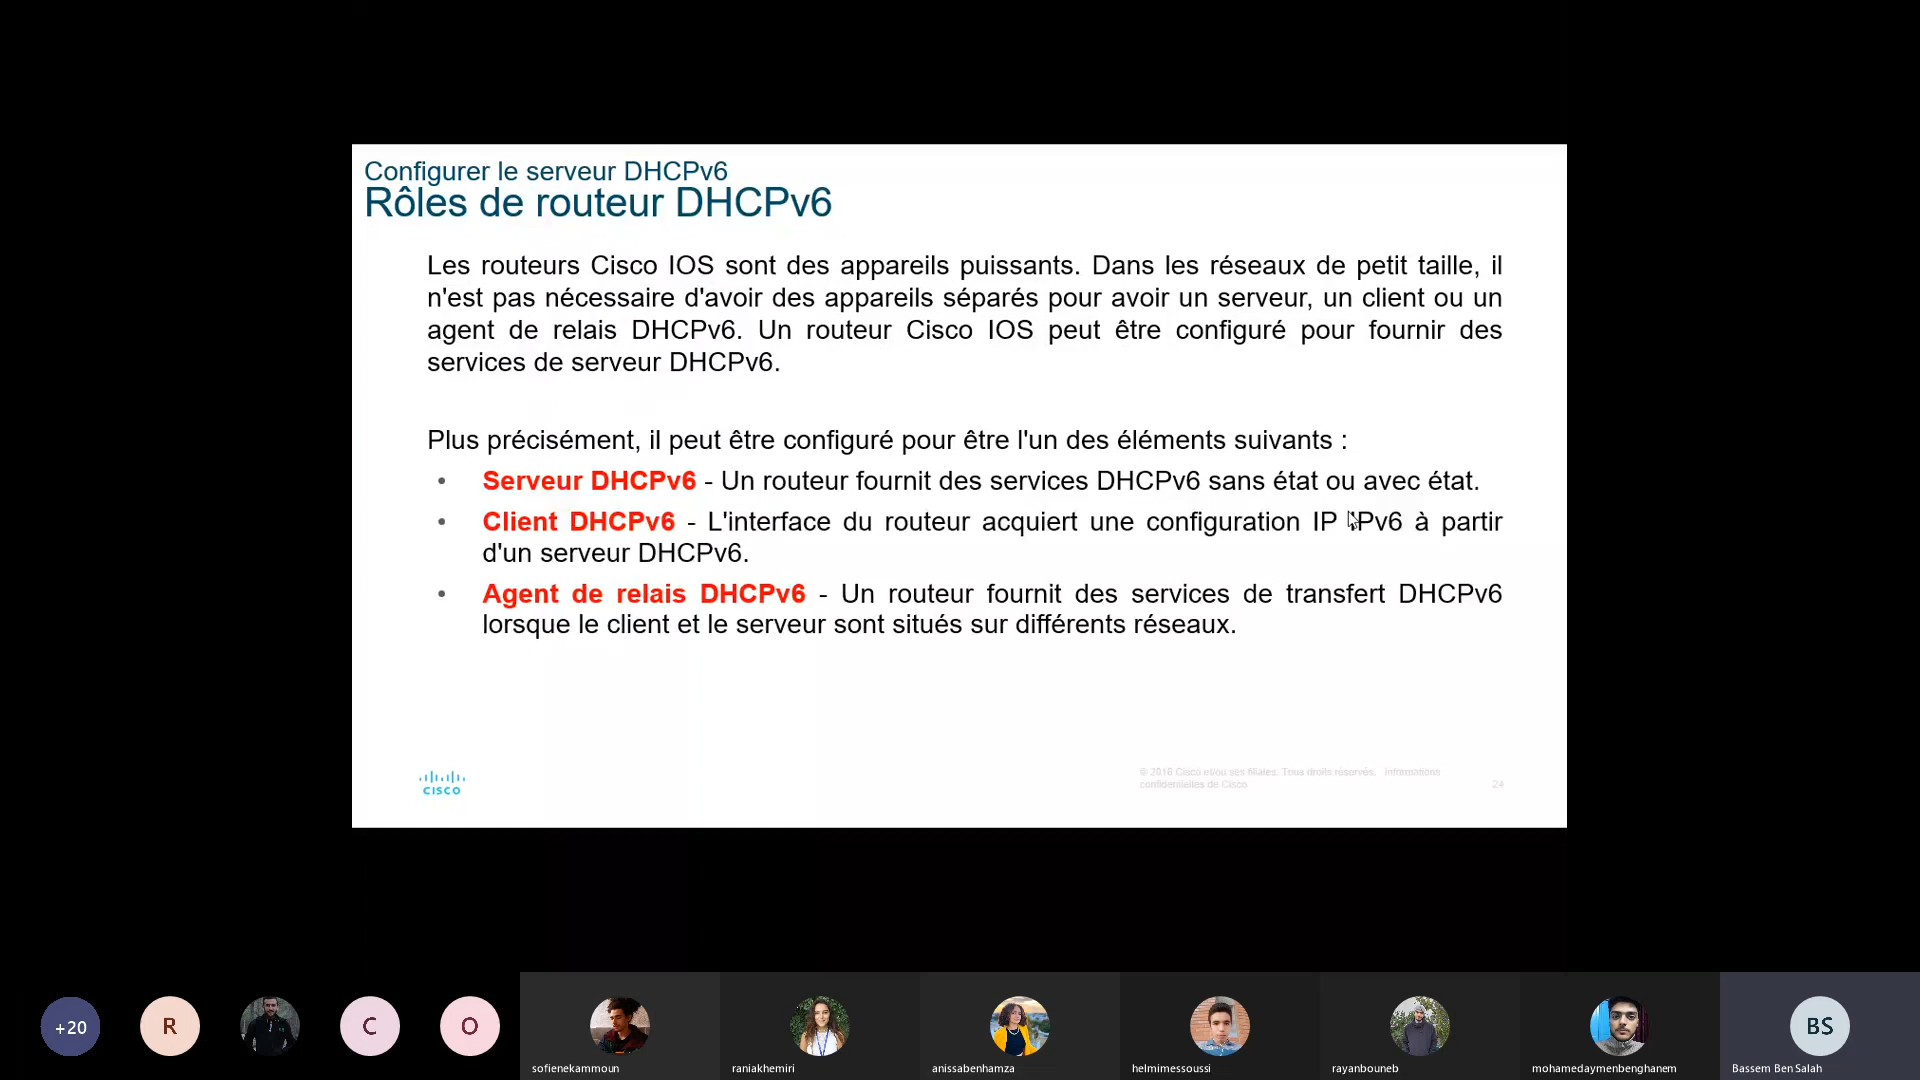 Configurer le serveur DHCPv6
Rôles de routeur DHCPv6
Les routeurs Cisco IOS sont des appareils puissants. Dans les réseaux de petit taille, il
n'est pas nécessaire d'avoir des appareils séparés pour avoir un serveur, un client ou un
agent de relais DHCPv6. Un routeur Cisco IOS peut être configuré pour fournir des
services de serveur DHCPv6.
Plus précisément, il peut être configuré pour être l'un des éléments suivants :
• Serveur DHCPv6 - Un routeur fournit des services DHCPv6 sans état ou avec état.
• Client DHCPv6 - L'interface du routeur acquiert une configuration IP IPv6 à partir
d'un serveur DHCPv6.
• Agent de relais DHCPv6 - Un routeur fournit des services de transfert DHCPv6
lorsque le client et le serveur sont situés sur différents réseaux.
CISCO
© 2016 Cisco et/ou ses filiales. Tous droits réservés. Informations
confidentielles de Cisco
24
+20
R
C
O
BS
sofienekammoun
raniakhemiri
anissabenhamza
helmimessoussi
rayanbouneb
mohamedaymenbenghanem
Bassem Ben Salah